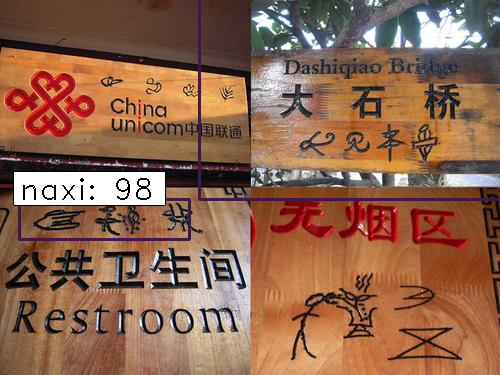 China
unicom中国联通
Dashiqiao Bridge
大石桥
naxi: 98
公共卫生间
Restroom
无烟区